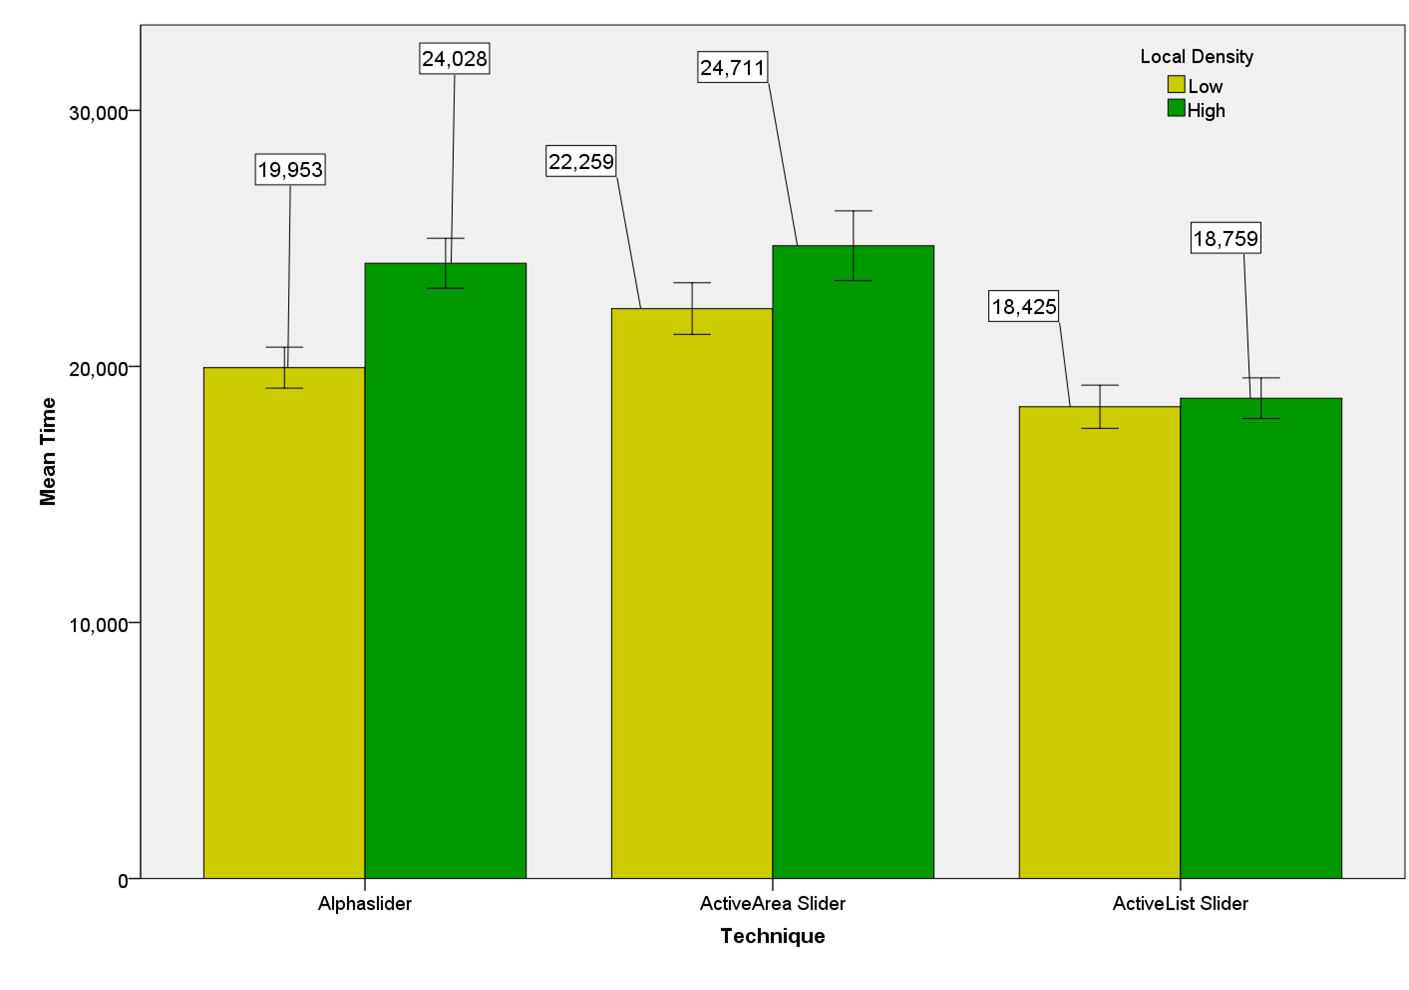 24,028
24,711
Local Density
Low
High
30,000
19,953
22,259
18,759
18,425
20,000
Mean Time
10,000
0
Alphaslider
ActiveArea Slider
ActiveList Slider
Technique